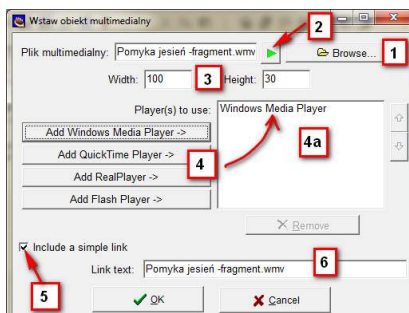 Wstaw obiekt multimedialny
2
Plik multimedialny: Pomyka jesień -fragment.wmv Browse... 1
Width: 100 3 Height: 30
Player(s) to use: Windows Media Player
Add Windows Media Player ->
4a
Add QuickTime Player ->
4
Add RealPlayer ->
Add Flash Player ->
Remove
Include a simple link
Link text: Pomyka jesień -fragment.wmv 6
5
OK Cancel